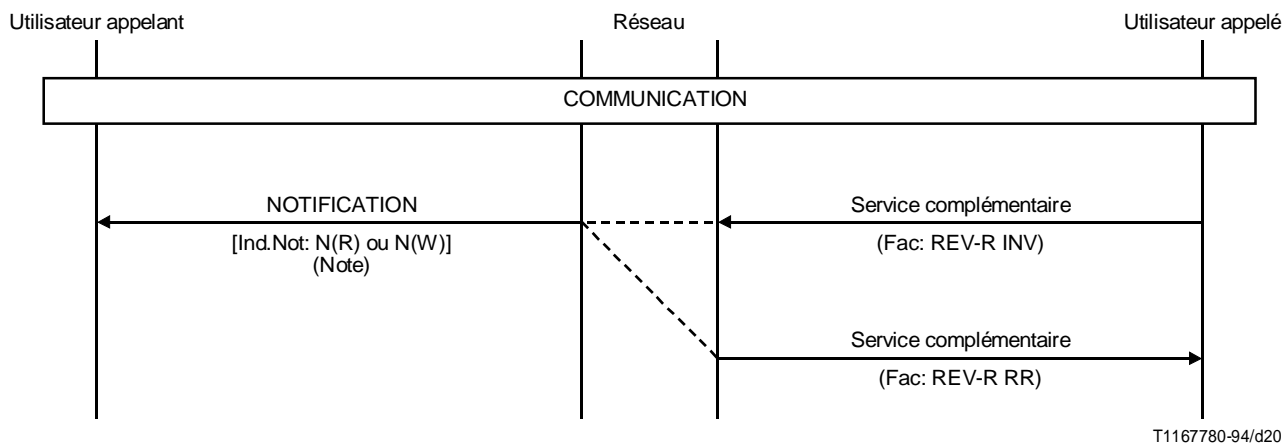 Utilisateur appelant
Réseau
Utilisateur appelé
COMMUNICATION
NOTIFICATION
[Ind.Not: N(R) ou N(W)]
(Note)
Service complémentaire
(Fac: REV-R INV)
Service complémentaire
(Fac: REV-R RR)
T1167780-94/d20